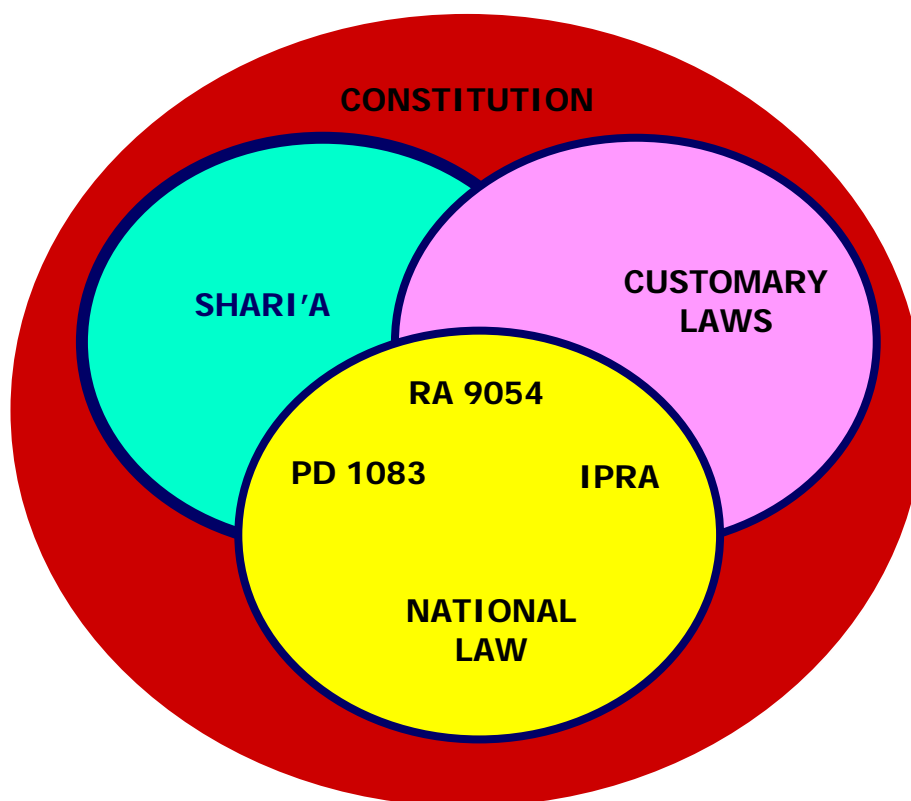 CONSTITUTION
SHARI'A
CUSTOMARY
LAWS
RA 9054
PD 1083
IPRA
NATIONAL
LAW